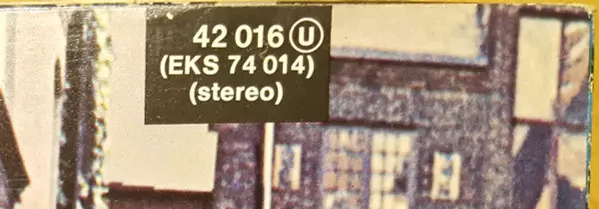 42 016 Ⓤ
(EKS 74 014)
(stereo)